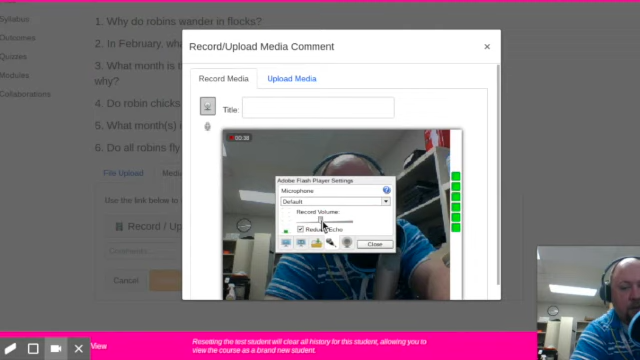 Syllabus
Outcomes
Quizzes
Modules
Collaborations
1. Why do robins wander in flocks?
2. In February, wha
3. What month is t
why?
4. Do robin chicks
5. What month(s)
6. Do all robins fly
File Upload
Media
Use the link below to
Record / Up
Comments...
Cancel
Record/Upload Media Comment
×
Record Media
Upload Media
Title:
00:38
Adobe Flash Player Settings
Microphone
?
Default
Record Volume:
Reduce Echo
Close
View
Resetting the test student will clear all history for this student, allowing you to
view the course as a brand new student.